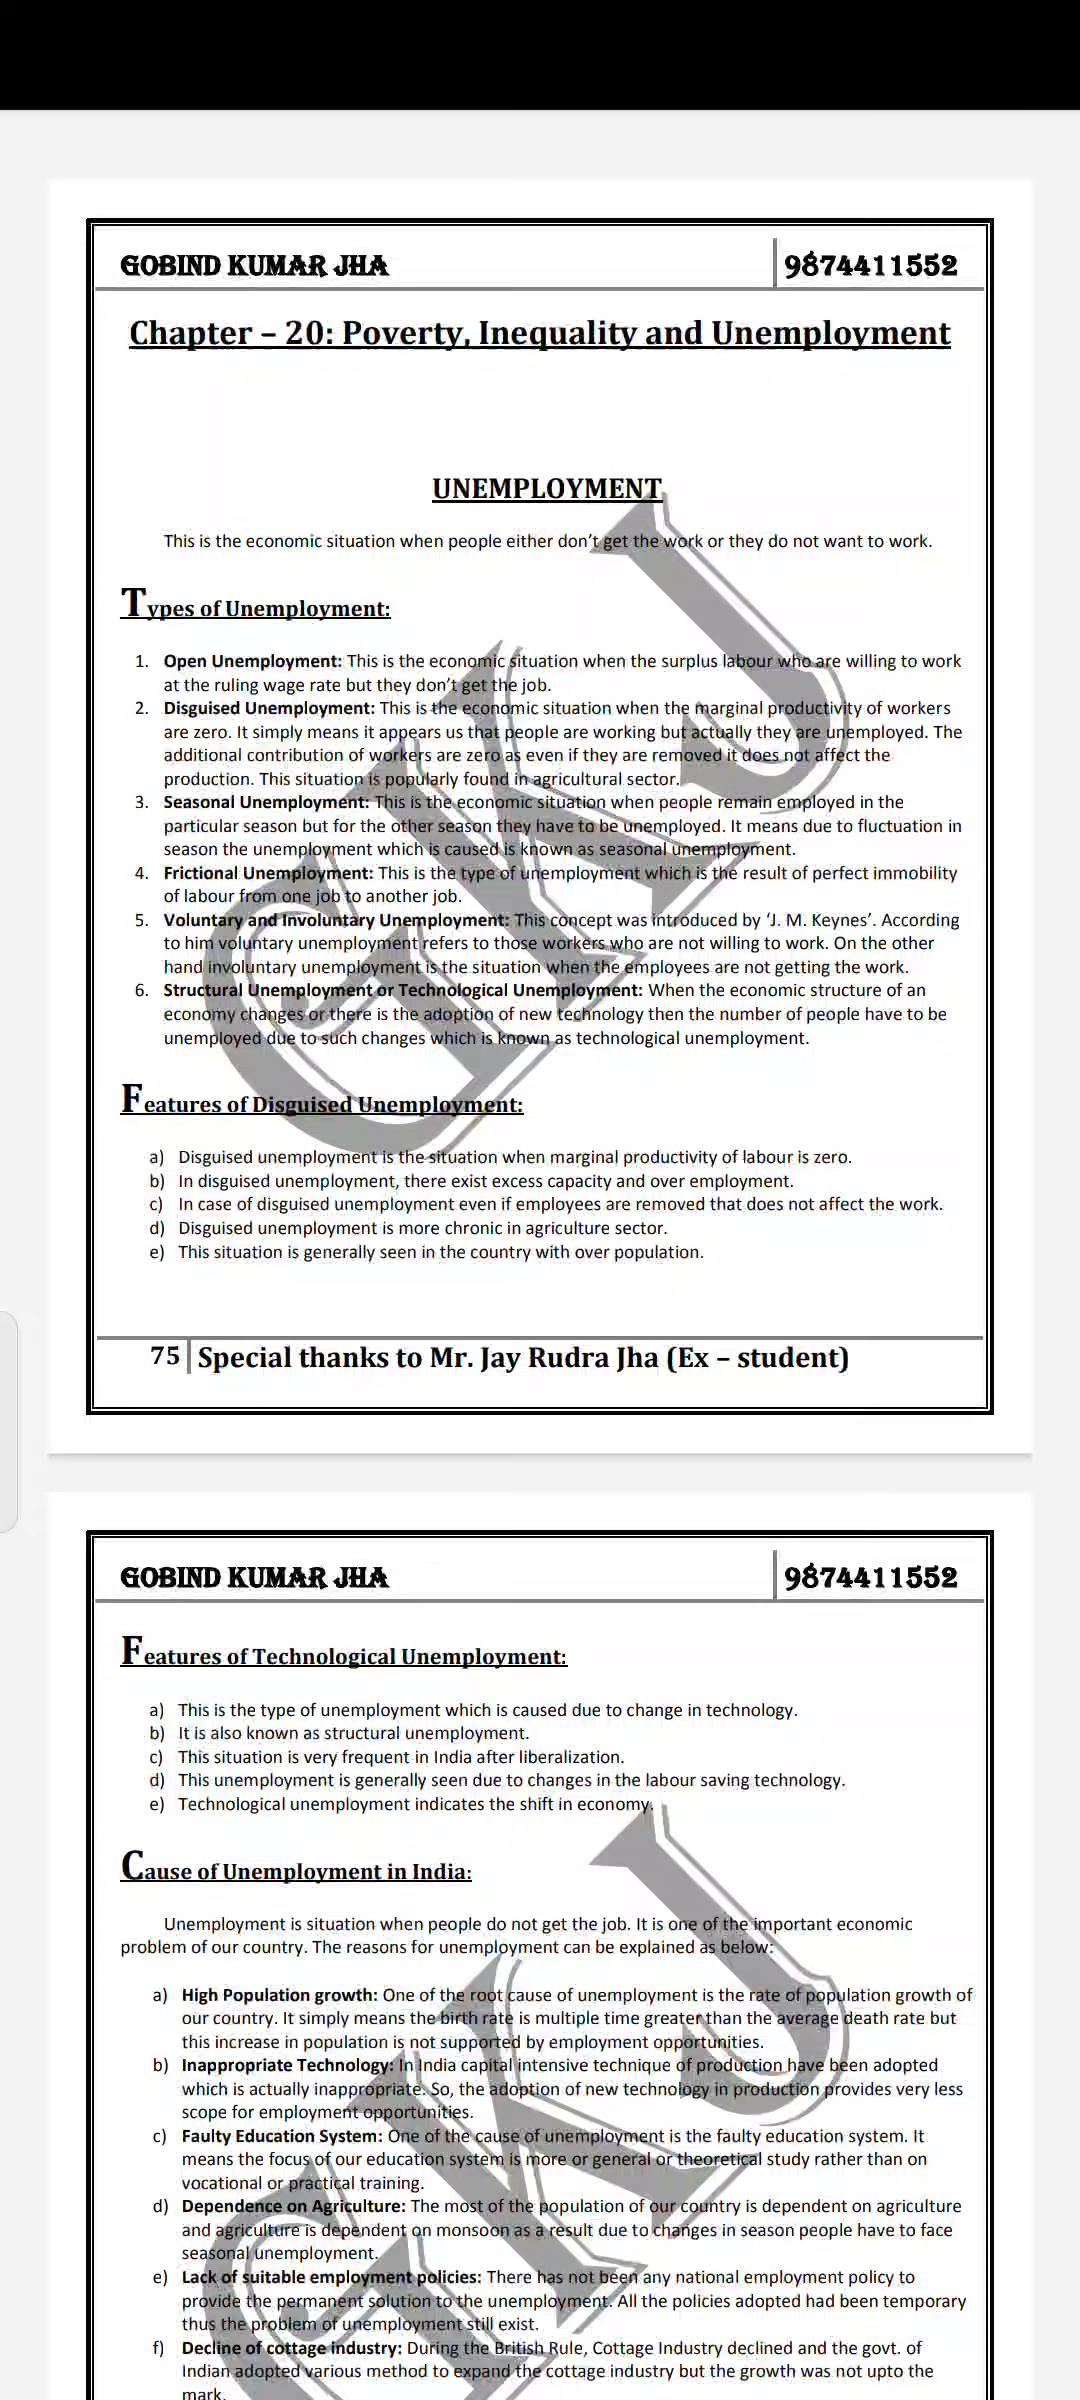 GOBIND KUMAR JHA 9874411552
Chapter – 20: Poverty, Inequality and Unemployment
UNEMPLOYMENT
This is the economic situation when people either don’t get the work or they do not want to work.
Types of Unemployment:
1. Open Unemployment: This is the economic situation when the surplus labour who are willing to work
at the ruling wage rate but they don’t get the job.
2. Disguised Unemployment: This is the economic situation when the marginal productivity of workers
are zero. It simply means it appears us that people are working but actually they are unemployed. The
additional contribution of workers are zero as even if they are removed it does not affect the
production. This situation is popularly found in agricultural sector.
3. Seasonal Unemployment: This is the economic situation when people remain employed in the
particular season but for the other season they have to be unemployed. It means due to fluctuation in
season the unemployment which is caused is known as seasonal unemployment.
4. Frictional Unemployment: This is the type of unemployment which is the result of perfect immobility
of labour from one job to another job.
5. Voluntary and Involuntary Unemployment: This concept was introduced by ‘J. M. Keynes’. According
to him voluntary unemployment refers to those workers who are not willing to work. On the other
hand involuntary unemployment is the situation when the employees are not getting the work.
6. Structural Unemployment or Technological Unemployment: When the economic structure of an
economy changes or there is the adoption of new technology then the number of people have to be
unemployed due to such changes which is known as technological unemployment.
Features of Disguised Unemployment:
a) Disguised unemployment is the situation when marginal productivity of labour is zero.
b) In disguised unemployment, there exist excess capacity and over employment.
c) In case of disguised unemployment even if employees are removed that does not affect the work.
d) Disguised unemployment is more chronic in agriculture sector.
e) This situation is generally seen in the country with over population.
75 Special thanks to Mr. Jay Rudra Jha (Ex – student)
GKJ
GOBIND KUMAR JHA 9874411552
Features of Technological Unemployment:
a) This is the type of unemployment which is caused due to change in technology.
b) It is also known as structural unemployment.
c) This situation is very frequent in India after liberalization.
d) This unemployment is generally seen due to changes in the labour saving technology.
e) Technological unemployment indicates the shift in economy.
Cause of Unemployment in India:
Unemployment is situation when people do not get the job. It is one of the important economic
problem of our country. The reasons for unemployment can be explained as below:
a) High Population growth: One of the root cause of unemployment is the rate of population growth of
our country. It simply means the birth rate is multiple time greater than the average death rate but
this increase in population is not supported by employment opportunities.
b) Inappropriate Technology: In India capital intensive technique of production have been adopted
which is actually inappropriate. So, the adoption of new technology in production provides very less
scope for employment opportunities.
c) Faulty Education System: One of the cause of unemployment is the faulty education system. It
means the focus of our education system is more or general or theoretical study rather than on
vocational or practical training.
d) Dependence on Agriculture: The most of the population of our country is dependent on agriculture
and agriculture is dependent on monsoon as a result due to changes in season people have to face
seasonal unemployment.
e) Lack of suitable employment policies: There has not been any national employment policy to
provide the permanent solution to the unemployment. All the policies adopted had been temporary
thus the problem of unemployment still exist.
f) Decline of cottage industry: During the British Rule, Cottage Industry declined and the govt. of
Indian adopted various method to expand the cottage industry but the growth was not upto the
mark.
GKJ